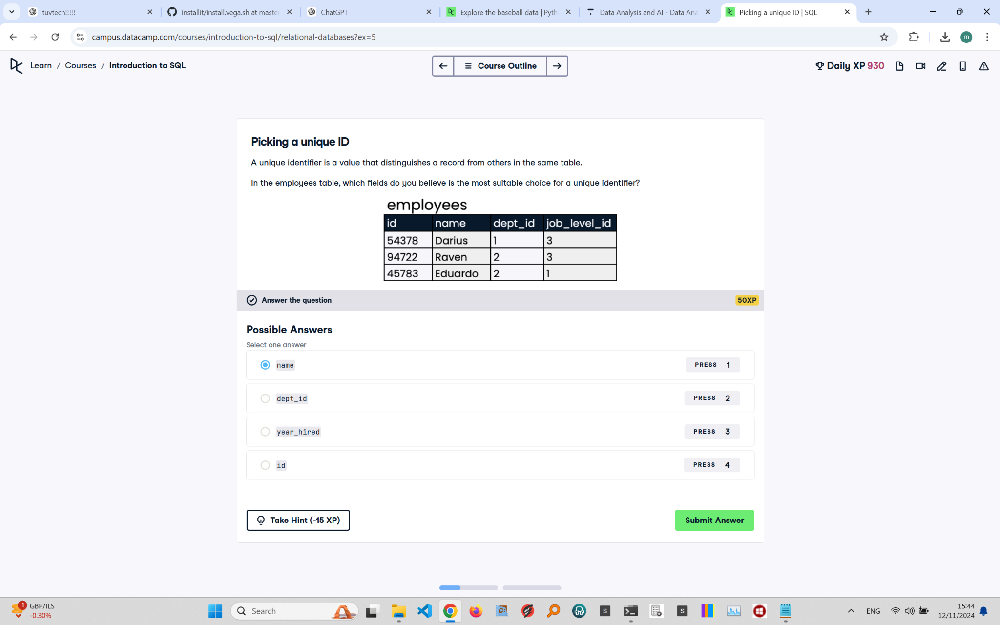 tuvtech!!!!!
installit/install.vega.sh at maste
ChatGPT
Explore the baseball data | Pyth
Data Analysis and AI - Data Ana
Picking a unique ID | SQL
campus.datacamp.com/courses/introduction-to-sql/relational-databases?ex=5
m
Learn / Courses / Introduction to SQL
Course Outline
Daily XP 930
Picking a unique ID
A unique identifier is a value that distinguishes a record from others in the same table.
In the employees table, which fields do you believe is the most suitable choice for a unique identifier?
employees
id name dept_id job_level_id
54378 Darius 1 3
94722 Raven 2 3
45783 Eduardo 2 1
Answer the question 50XP
Possible Answers
Select one answer
name PRESS 1
dept_id PRESS 2
year_hired PRESS 3
id PRESS 4
Take Hint (-15 XP) Submit Answer
1 GBP/ILS
-0.30%
Search
S
S
ENG
15:44
12/11/2024